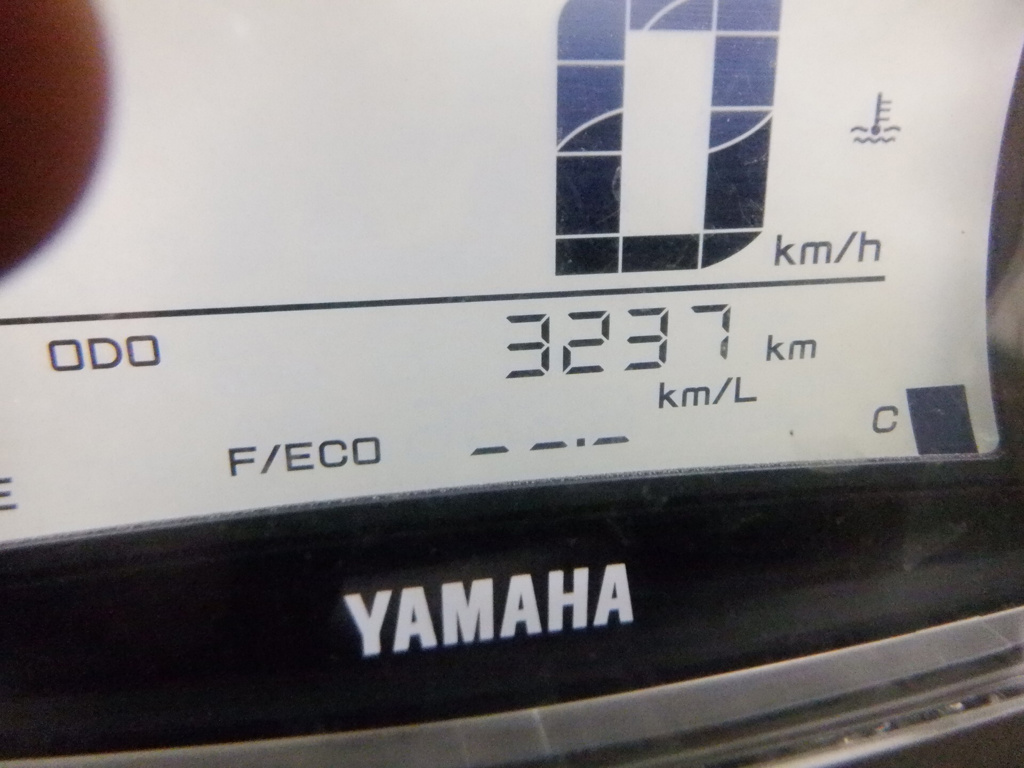 0
km/h
ODO 3237 km
km/L
F/ECO --.-
C
E
YAMAHA